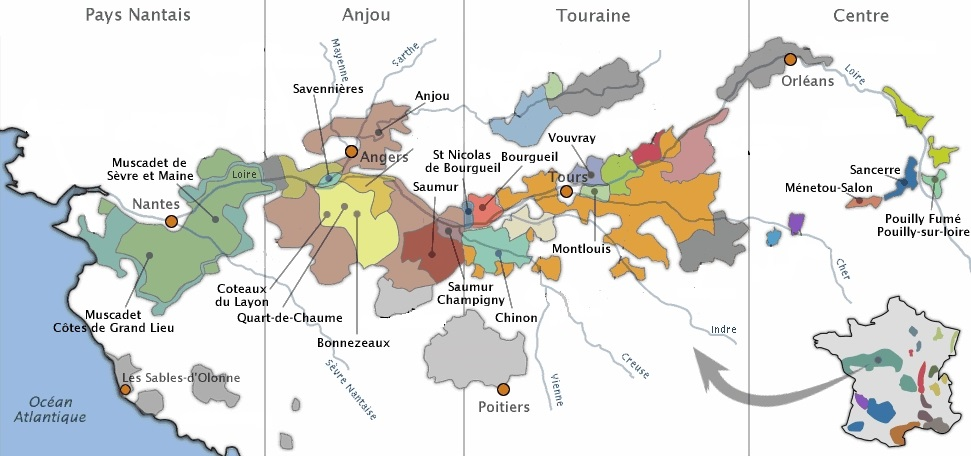 Pays Nantais
Anjou
Touraine
Centre
Mayenne
Sarthe
Savennières
Anjou
Orléans
Loire
Muscadet de
Sèvre et Maine
Loire
Angers
St Nicolas
de Bourgueil
Bourgueil
Vouvray
Tours
Saumur
Nantes
Sancerre
Ménetou-Salon
Pouilly Fumé
Pouilly-sur-loire
Montlouis
Cher
Coteaux
du Layon
Quart-de-Chaume
Bonnezeaux
Saumur
Champigny
Chinon
Muscadet
Côtes de Grand Lieu
Indre
Creuse
Vienne
Sèvre Nantaise
Les Sables-d'Olonne
Poitiers
Océan
Atlantique